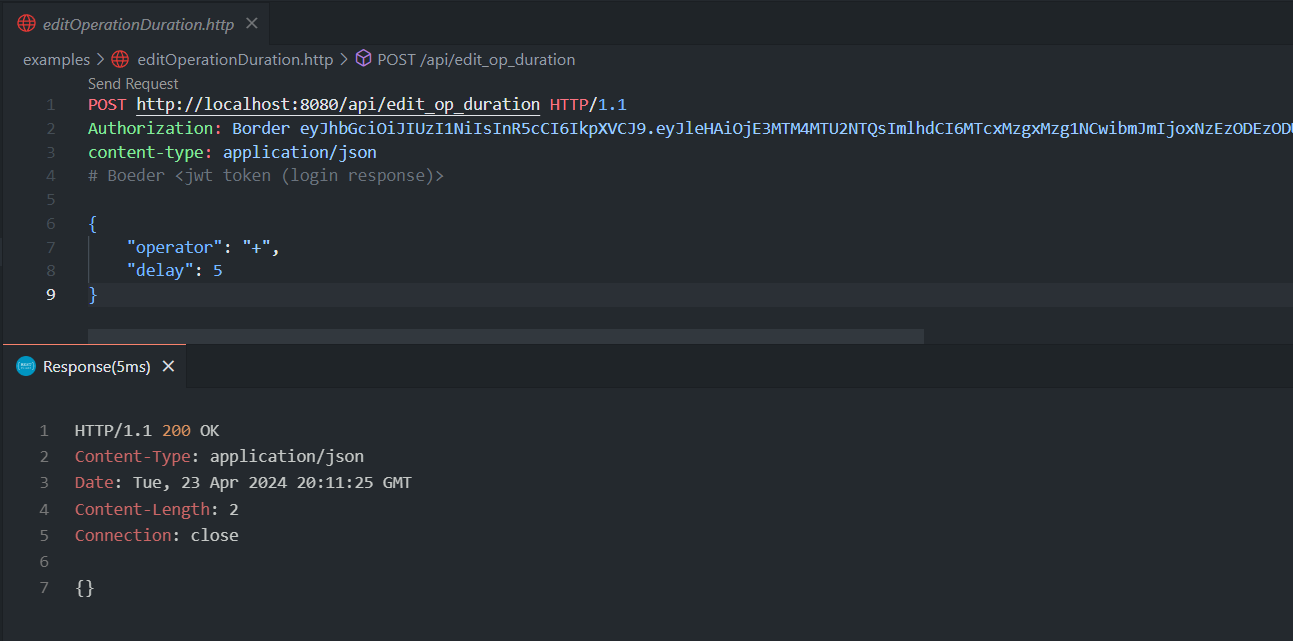 editOperationDuration.http
examples > editOperationDuration.http > POST /api/edit_op_duration
Send Request
1 POST http://localhost:8080/api/edit_op_duration HTTP/1.1
2 Authorization: Border eyJhbGciOiJIUzI1NiIsInR5cCI6IkpXVCJ9.eyJleHAiOjE3MTM4MTU2NTQsImlhdCI6MTcxMzgxMzg1NCwibmJmIjoxNzEzODEzODU
3 content-type: application/json
4 # Boeder <jwt token (login response)>
5
6 {
7 "operator": "+",
8 "delay": 5
9 }
Response(5ms)
1 HTTP/1.1 200 OK
2 Content-Type: application/json
3 Date: Tue, 23 Apr 2024 20:11:25 GMT
4 Content-Length: 2
5 Connection: close
6
7 {}